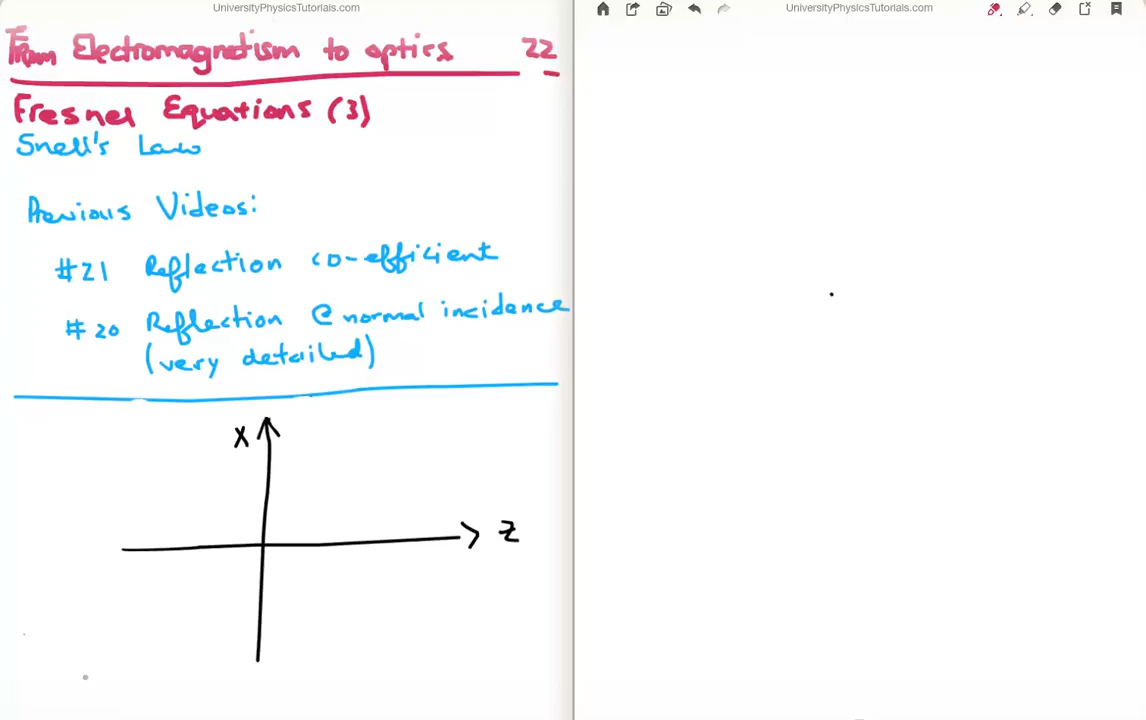 UniversityPhysicsTutorials.com
From Electromagnetism to optics 22
Fresnel Equations (3)
Snell's Law
Previous Videos:
#21 Reflection co-efficient
#20 Reflection @ normal incidence
(very detailed)
X
Z
UniversityPhysicsTutorials.com